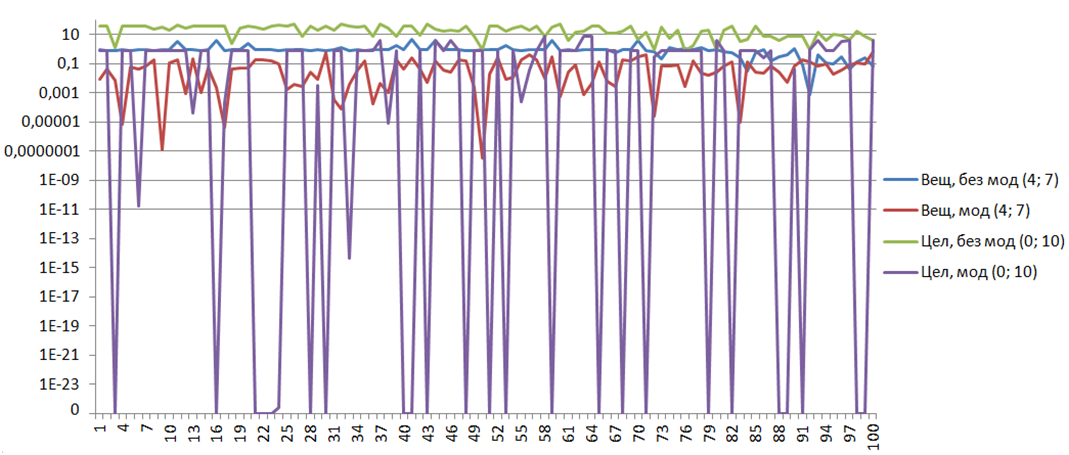 10
0,1
0,001
0,00001
0,0000001
1E-09
1E-11
1E-13
1E-15
1E-17
1E-19
1E-21
1E-23
0
1 4 7 10 13 16 19 22 25 28 31 34 37 40 43 46 49 52 55 58 61 64 67 70 73 76 79 82 85 88 91 94 97 100
Вещ, без мод (4; 7)
Вещ, мод (4; 7)
Цел, без мод (0; 10)
Цел, мод (0; 10)